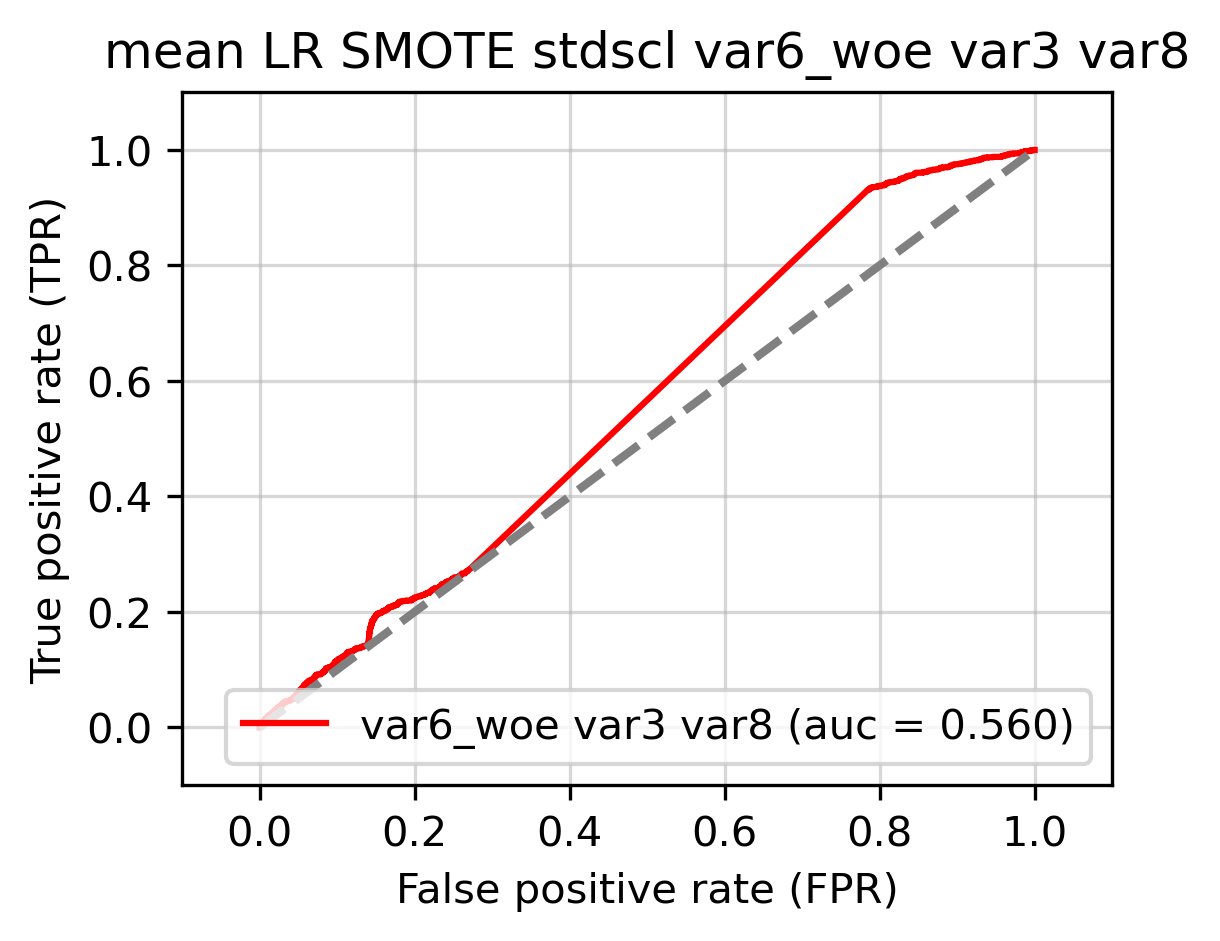 mean LR SMOTE stdscl var6_woe var3 var8
True positive rate (TPR)
1.0
0.8
0.6
0.4
0.2
0.0
var6_woe var3 var8 (auc = 0.560)
0.0 0.2 0.4 0.6 0.8 1.0
False positive rate (FPR)